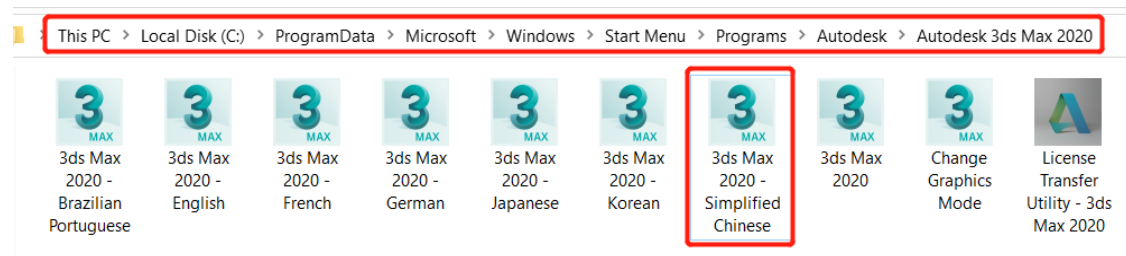 This PC > Local Disk (C:) > ProgramData > Microsoft > Windows > Start Menu > Programs > Autodesk > Autodesk 3ds Max 2020
3 MAX
3ds Max
2020 -
Brazilian
Portuguese
3 MAX
3ds Max
2020 -
English
3 MAX
3ds Max
2020 -
French
3 MAX
3ds Max
2020 -
German
3 MAX
3ds Max
2020 -
Japanese
3 MAX
3ds Max
2020 -
Korean
3 MAX
3ds Max
2020 -
Simplified
Chinese
3 MAX
3ds Max
2020
3 MAX
Change
Graphics
Mode
License
Transfer
Utility - 3ds
Max 2020